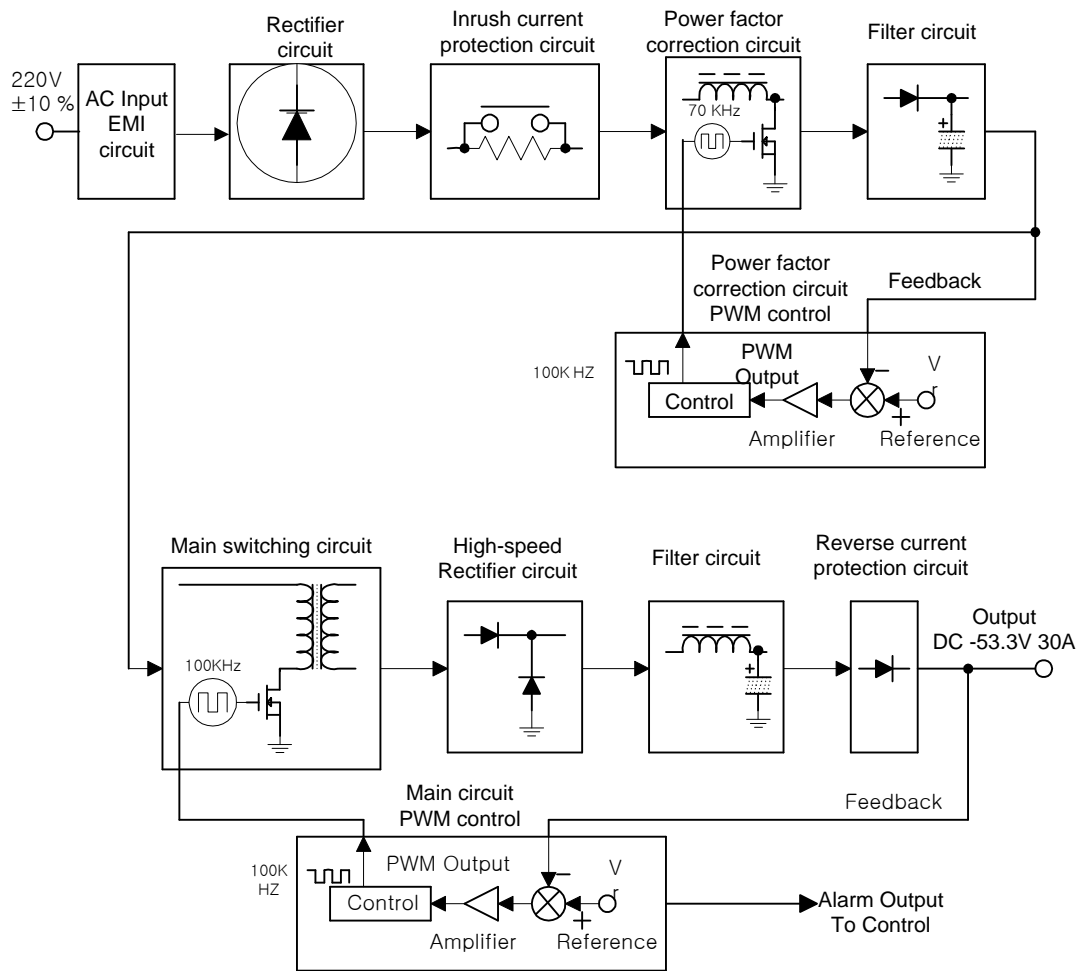 Rectifier
circuit
Inrush current
protection circuit
Power factor
correction circuit
Filter circuit
220V
±10 %
AC Input
EMI
circuit
70 KHz
+
Power factor
correction circuit
PWM control
Feedback
100K HZ
PWM
Output
Control
−
V
r
+
Amplifier
Reference
Main switching circuit
High-speed
Rectifier circuit
Filter circuit
Reverse current
protection circuit
100KHz
+
Output
DC -53.3V 30A
Main circuit
PWM control
Feedback
100K
HZ
PWM Output
Control
−
V
r
+
Amplifier
Reference
Alarm Output
To Control